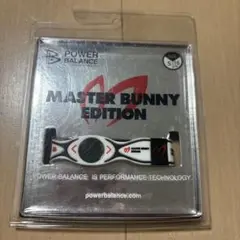 POWER
BALANCE
MASTER BUNNY
EDITION
POWER BALANCE IS PERFORMANCE TECHNOLOGY
powerbalance.com